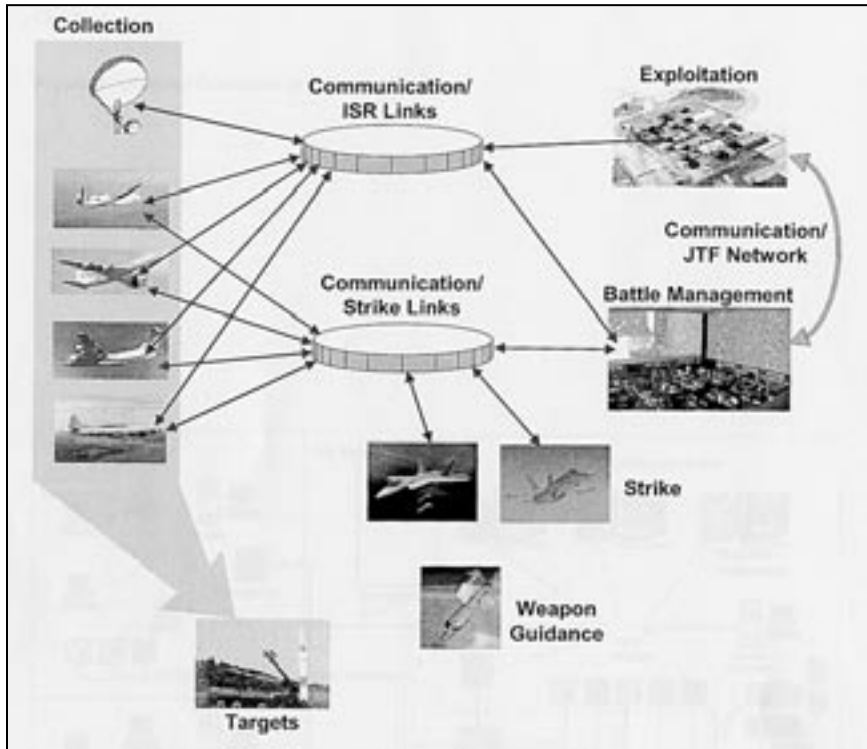 Collection
Communication/
ISR Links
Exploitation
Communication/
JTF Network
Communication/
Strike Links
Battle Management
Strike
Weapon
Guidance
Targets